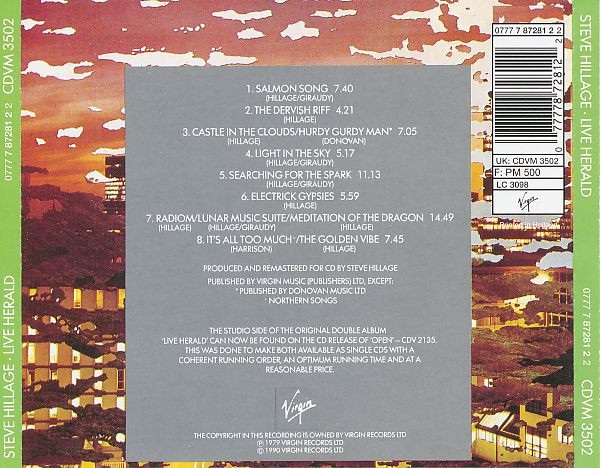 STEVE HILLAGE · LIVE HERALD
0777 7 87281 2 2
CDVM 3502
1. SALMON SONG 7.40
(HILLAGE/GIRAUDY)
2. THE DERVISH RIFF 4.21
(HILLAGE)
3. CASTLE IN THE CLOUDS/HURDY GURDY MAN* 7.05
(HILLAGE) (DONOVAN)
4. LIGHT IN THE SKY 5.17
(HILLAGE/GIRAUDY)
5. SEARCHING FOR THE SPARK 11.13
(HILLAGE/GIRAUDY)
6. ELECTRICK GYPSIES 5.59
(HILLAGE)
7. RADIOM/LUNAR MUSIC SUITE/MEDITATION OF THE DRAGON 14.49
(HILLAGE) (HILLAGE/GIRAUDY) (HILLAGE)
8. IT'S ALL TOO MUCH°/THE GOLDEN VIBE 7.45
(HARRISON) (HILLAGE)
PRODUCED AND REMASTERED FOR CD BY STEVE HILLAGE
PUBLISHED BY VIRGIN MUSIC (PUBLISHERS) LTD, EXCEPT:
* PUBLISHED BY DONOVAN MUSIC LTD
° NORTHERN SONGS
THE STUDIO SIDE OF THE ORIGINAL DOUBLE ALBUM
'LIVE HERALD' CAN NOW BE FOUND ON THE CD RELEASE OF 'OPEN' – CDV 2135.
THIS WAS DONE TO MAKE BOTH AVAILABLE AS SINGLE CDS WITH A
COHERENT RUNNING ORDER, AN OPTIMUM RUNNING TIME AND AT A
REASONABLE PRICE.
Virgin
THE COPYRIGHT IN THIS RECORDING IS OWNED BY VIRGIN RECORDS LTD.
℗ 1979 VIRGIN RECORDS LTD
© 1990 VIRGIN RECORDS LTD
0777 7 87281 2 2
0 77778 72812 2
UK: CDVM 3502
F: PM 500
LC 3098
Virgin
Printed in Holland
STEVE HILLAGE · LIVE HERALD
0777 7 87281 2 2
CDVM 3502